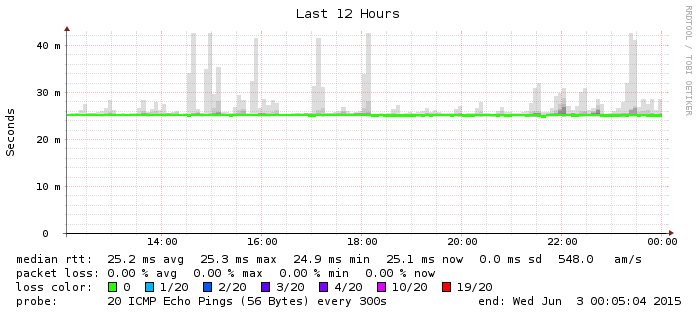 Last 12 Hours
RRDTOOL / TOBI OETIKER
Seconds
40 m
30 m
20 m
10 m
0
14:00 16:00 18:00 20:00 22:00 00:00
median rtt: 25.2 ms avg 25.3 ms max 24.9 ms min 25.1 ms now 0.0 ms sd 548.0 am/s
packet loss: 0.00 % avg 0.00 % max 0.00 % min 0.00 % now
loss color: 0 1/20 2/20 3/20 4/20 10/20 19/20
probe: 20 ICMP Echo Pings (56 Bytes) every 300s end: Wed Jun 3 00:05:04 2015